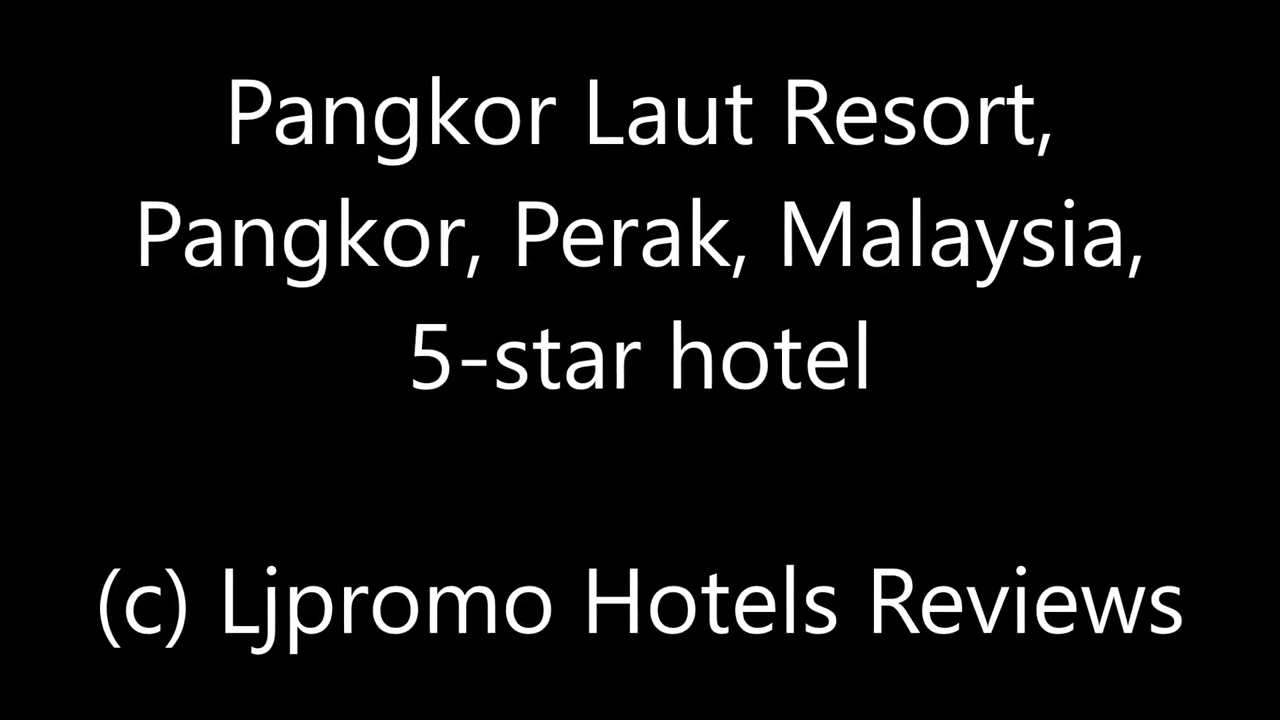 Pangkor Laut Resort,
Pangkor, Perak, Malaysia,
5-star hotel
(c) Ljpromo Hotels Reviews